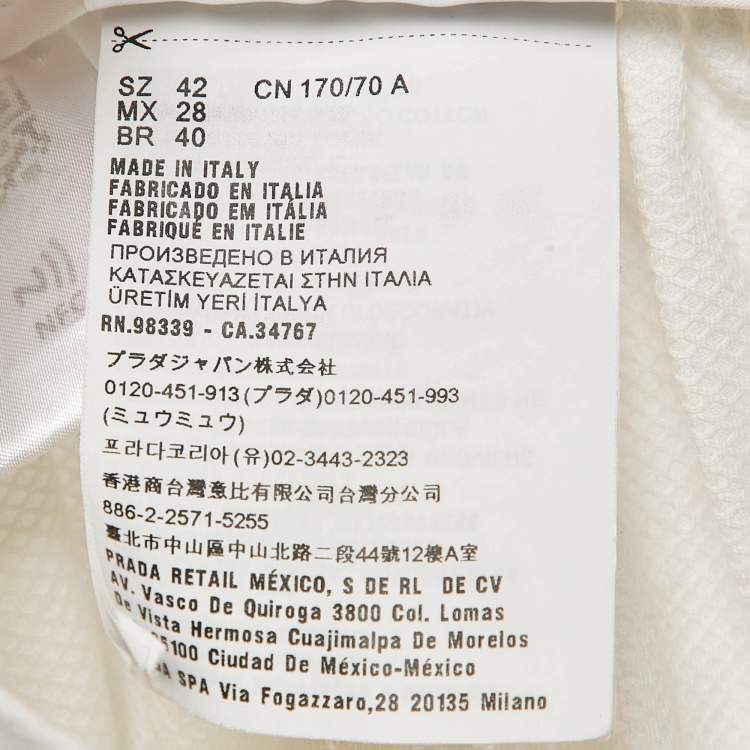 SZ 42 CN 170/70 A
MX 28
BR 40
MADE IN ITALY
FABRICADO EN ITALIA
FABRICADO EM ITÁLIA
FABRIQUÉ EN ITALIE
ПРОИЗВЕДЕНО В ИТАЛИЯ
ΚΑΤΑΣΚΕΥΑΖΕΤΑΙ ΣΤΗΝ ΙΤΑΛΙΑ
ÜRETİM YERİ İTALYA
RN.98339 - CA.34767
プラダジャパン株式会社
0120-451-913(プラダ)0120-451-993
(ミュウミュウ)
프라다코리아(유)02-3443-2323
香港商台灣意比有限公司台灣分公司
886-2-2571-5255
臺北市中山區中山北路二段44號12樓A室
PRADA RETAIL MÉXICO, S DE RL DE CV
AV. Vasco De Quiroga 3800 Col. Lomas
De Vista Hermosa Cuajimalpa De Morelos
5100 Ciudad De México-México
SPA Via Fogazzaro,28 20135 Milano